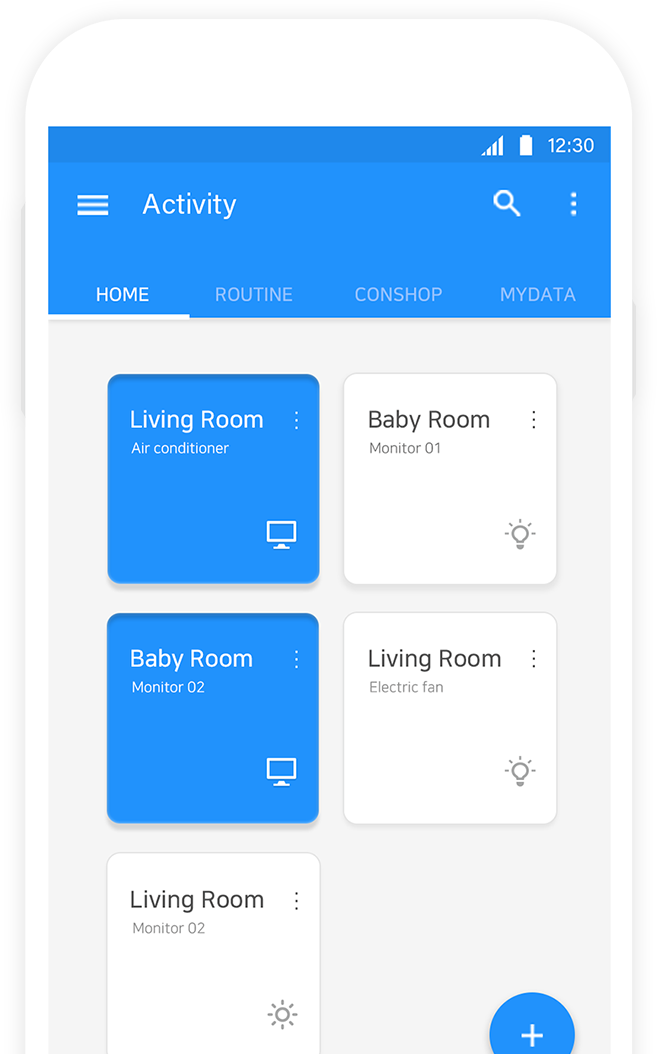 12:30
Activity
HOME ROUTINE CONSHOP MYDATA
Living Room
Air conditioner
Baby Room
Monitor 01
Baby Room
Monitor 02
Living Room
Electric fan
Living Room
Monitor 02